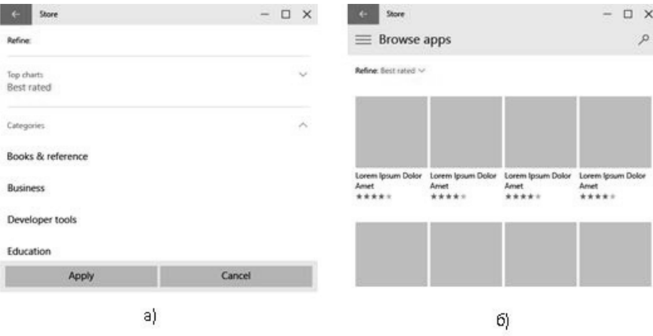 Store
Refine:
Top charts
Best rated
Categories
Books & reference
Business
Developer tools
Education
Apply Cancel
а)
Store
Browse apps
Refine: Best rated
Lorem Ipsum Dolor Lorem Ipsum Dolor Lorem Ipsum Dolor Lorem Ipsum Dolor
Amet Amet Amet Amet
б)